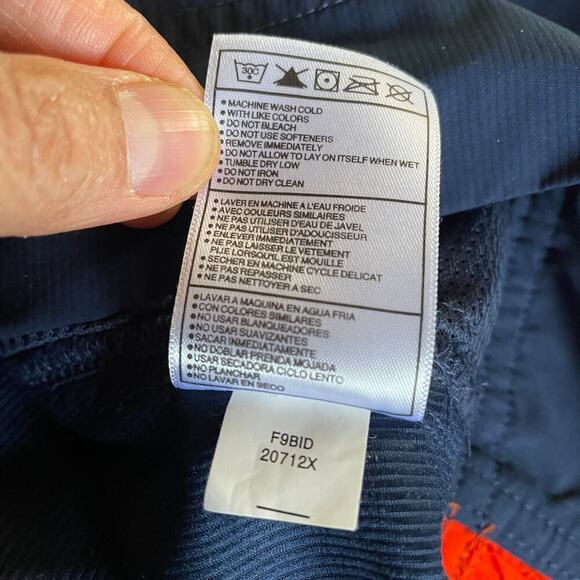 30C
• MACHINE WASH COLD
• WITH LIKE COLORS
• DO NOT BLEACH
• DO NOT USE SOFTENERS
• REMOVE IMMEDIATELY
• DO NOT ALLOW TO LAY ON ITSELF WHEN WET
• TUMBLE DRY LOW
• DO NOT IRON
• DO NOT DRY CLEAN
• LAVER EN MACHINE A L'EAU FROIDE
• AVEC COULEURS SIMILAIRES
• NE PAS UTILISER D'EAU DE JAVEL
• NE PAS UTILISER D'ADOUCISSEUR
• ENLEVER IMMÉDIATEMENT
• NE PAS LAISSER LE VÊTEMENT
PLIE LORSQU'IL EST MOUILLE
• SECHER EN MACHINE CYCLE DELICAT
• NE PAS REPASSER
• NE PAS NETTOYER A SEC
• LAVAR A MAQUINA EN AGUA FRIA
• CON COLORES SIMILARES
• NO USAR BLANQUEADORES
• NO USAR SUAVIZANTES
• SACAR INMEDIATAMENTE
• NO DOBLAR PRENDA MOJADA
• USAR SECADORA CICLO LENTO
• NO PLANCHAR
• NO LAVAR EN SECO
F9BID
20712X